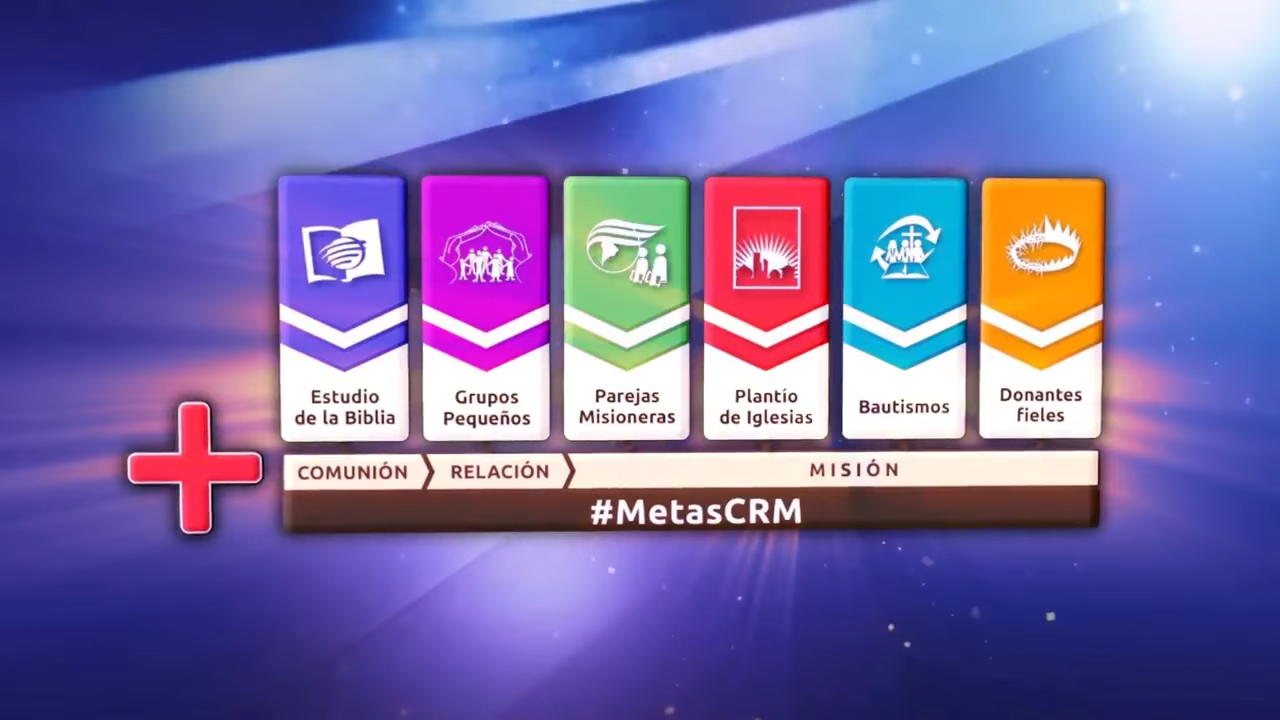 Estudio
de la Biblia
Grupos
Pequeños
Parejas
Misioneras
Plantío
de Iglesias
Bautismos
Donantes
fieles
COMUNIÓN
RELACIÓN
MISIÓN
#MetasCRM